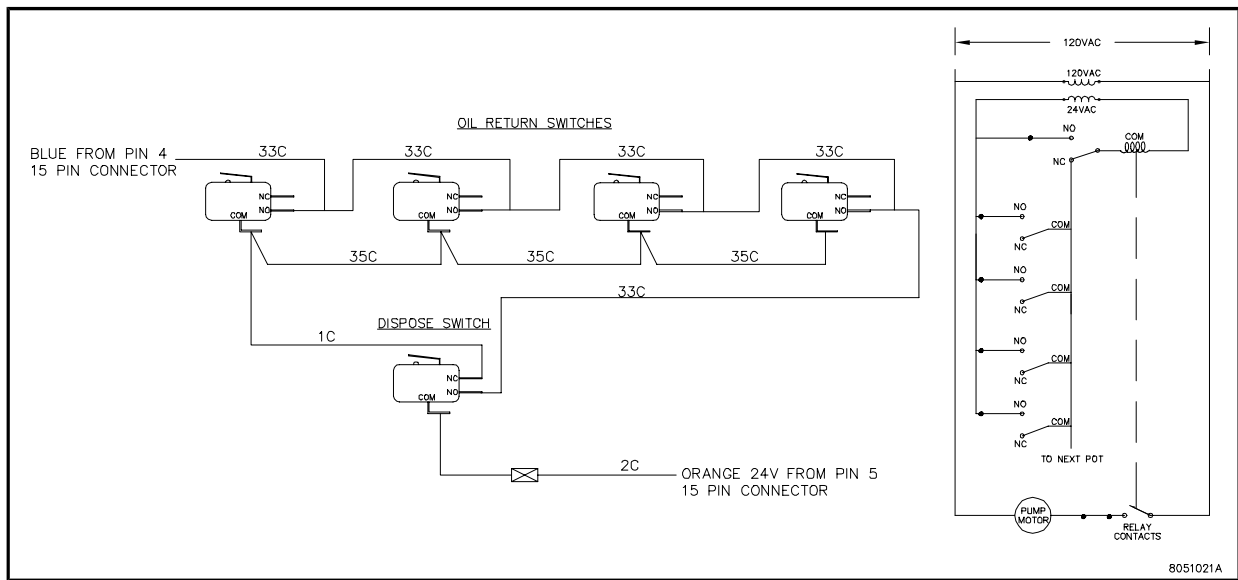 OIL RETURN SWITCHES
BLUE FROM PIN 4
15 PIN CONNECTOR
33C
33C
33C
33C
NC
NO
COM
NC
NO
COM
NC
NO
COM
NC
NO
COM
35C
35C
35C
33C
DISPOSE SWITCH
1C
NC
NO
COM
2C
ORANGE 24V FROM PIN 5
15 PIN CONNECTOR
120VAC
120VAC
24VAC
NO
COM
NC
NO
COM
NC
NO
COM
NC
NO
COM
NC
NO
COM
NC
TO NEXT POT
PUMP
MOTOR
RELAY
CONTACTS
8051021A